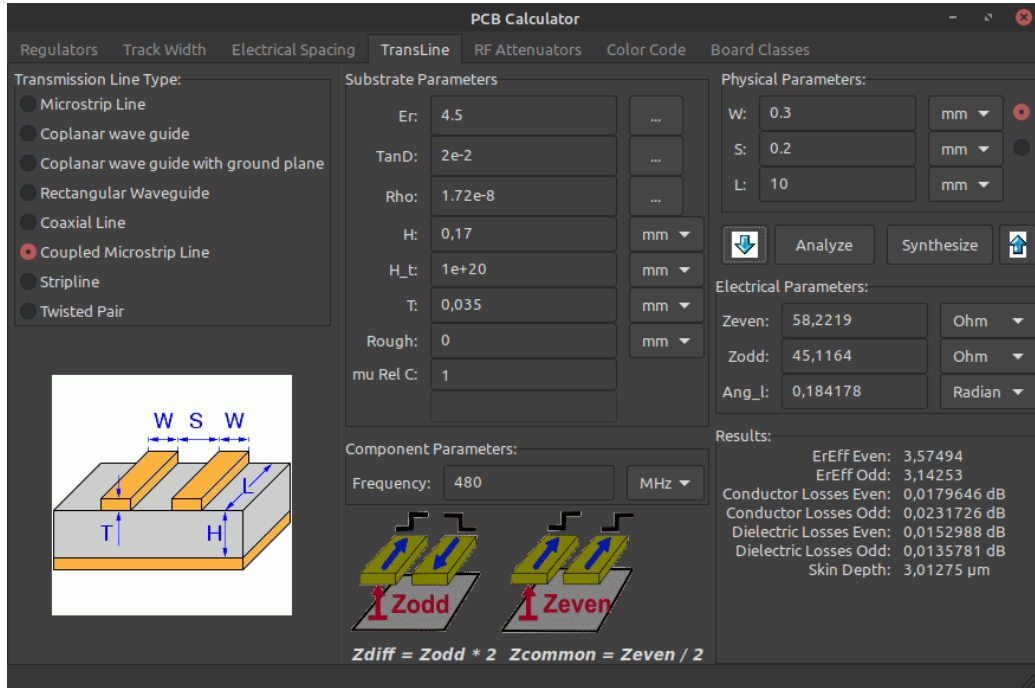 PCB Calculator
Regulators Track Width Electrical Spacing TransLine RF Attenuators Color Code Board Classes
Transmission Line Type:
Microstrip Line
Coplanar wave guide
Coplanar wave guide with ground plane
Rectangular Waveguide
Coaxial Line
Coupled Microstrip Line
Stripline
Twisted Pair
W S W
L
T H
Substrate Parameters
Er: 4.5 ...
TanD: 2e-2 ...
Rho: 1.72e-8 ...
H: 0,17 mm
H_t: 1e+20 mm
T: 0,035 mm
Rough: 0 mm
mu Rel C: 1
Component Parameters:
Frequency: 480 MHz
Zodd Zeven
Zdiff = Zodd * 2 Zcommon = Zeven / 2
Physical Parameters:
W: 0.3 mm
S: 0.2 mm
L: 10 mm
Analyze Synthesize
Electrical Parameters:
Zeven: 58,2219 Ohm
Zodd: 45,1164 Ohm
Ang_l: 0,184178 Radian
Results:
ErEff Even: 3,57494
ErEff Odd: 3,14253
Conductor Losses Even: 0,0179646 dB
Conductor Losses Odd: 0,0231726 dB
Dielectric Losses Even: 0,0152988 dB
Dielectric Losses Odd: 0,0135781 dB
Skin Depth: 3,01275 µm